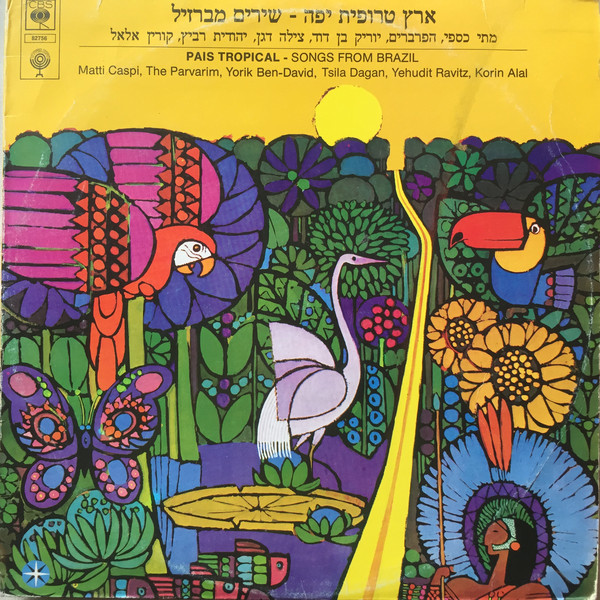 ארץ טרופית יפה - שירים מברזיל
מתי כספי, הפרברים, יוריק בן דוד, צילה דגן, יהודית רביץ, קורין אלאל
PAIS TROPICAL - SONGS FROM BRAZIL
Matti Caspi, The Parvarim, Yorik Ben-David, Tsila Dagan, Yehudit Ravitz, Korin Alal
CBS
82756